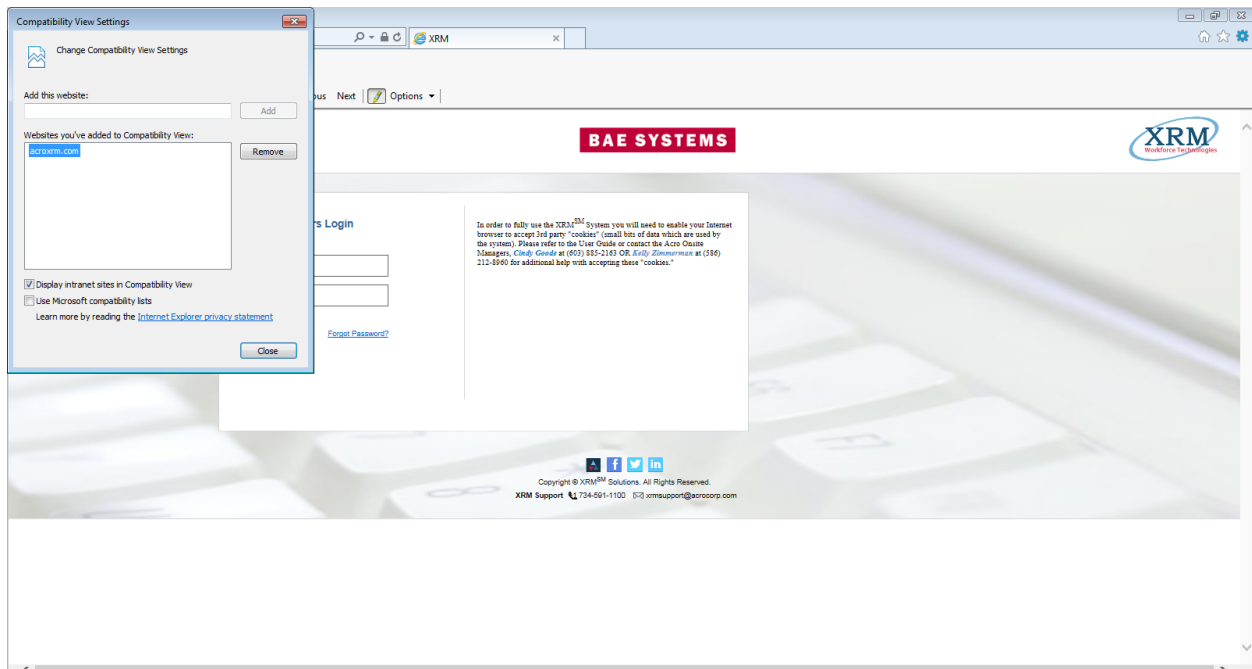 Compatibility View Settings
Change Compatibility View Settings
Add this website:
Add
Websites you've added to Compatibility View:
acroxrm.com
Remove
Display intranet sites in Compatibility View
Use Microsoft compatibility lists
Learn more by reading the Internet Explorer privacy statement
Close
XRM
Next Options
BAE SYSTEMS
XRM
Workforce Technologies
Login
In order to fully use the XRM SM System you will need to enable your Internet
browser to accept 3rd party "cookies" (small bits of data which are used by
the system). Please refer to the User Guide or contact the Acro Onsite
Managers, Cindy Goode at (603) 885-2163 OR Kelly Zimmerman at (586)
212-8960 for additional help with accepting these "cookies."
Forgot Password?
Copyright © XRM SM Solutions. All Rights Reserved.
XRM Support 734-591-1100 xrmsupport@acrocorp.com